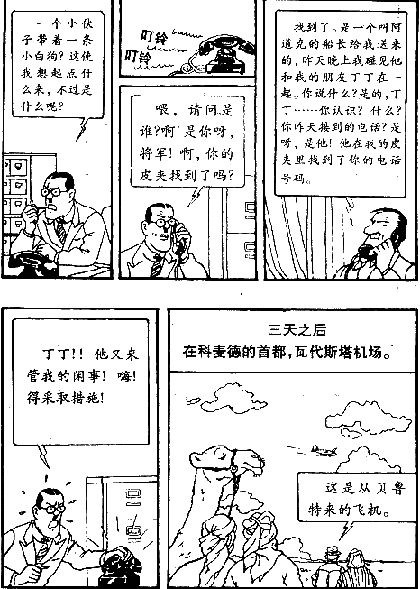 一个小伙
子带着一条
小白狗？这使
我想起点什
么来，不过是
什么呢？
叮铃
叮铃
喂，请问是
谁？啊！是你呀，
将军！啊，你的
皮夹找到了吗？
找到了、是一个叫阿
道克的船长给我送来
的，昨天晚上我碰见他
和我的朋友丁丁在一
起。你说什么？是的，丁
丁……你认识？什么？
你昨天接到的电话？是
呀，是他！他在我的皮
夹里找到了你的电话
号码。
丁丁！！他又来
管我的闲事！嗨！
得采取措施！
三天之后
在科麦德的首都，瓦代斯塔机场。
这是从贝鲁
特来的飞机。